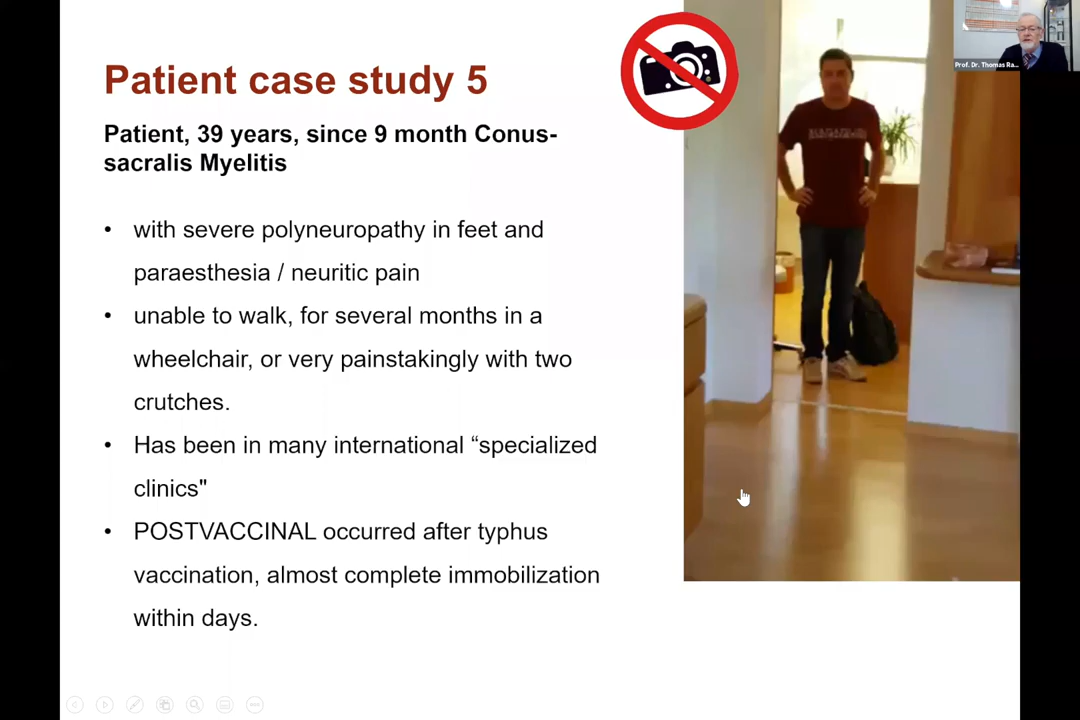 Patient case study 5
Patient, 39 years, since 9 month Conus-
sacralis Myelitis
• with severe polyneuropathy in feet and
paraesthesia / neuritic pain
• unable to walk, for several months in a
wheelchair, or very painstakingly with two
crutches.
• Has been in many international “specialized
clinics"
• POSTVACCINAL occurred after typhus
vaccination, almost complete immobilization
within days.
Prof. Dr. Thomas Ra...